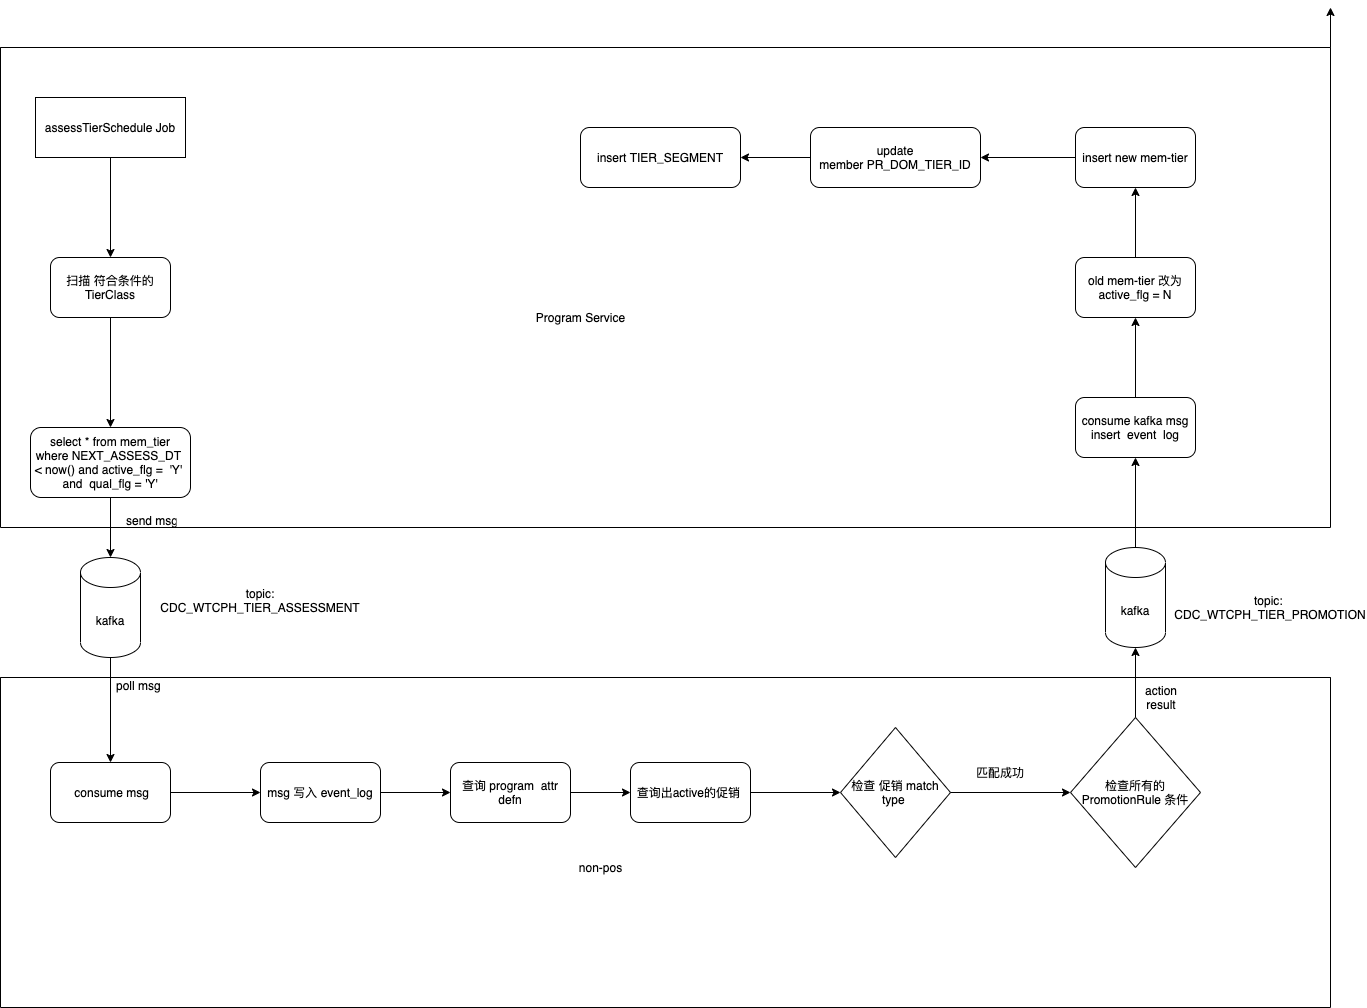 assessTierSchedule Job
扫描 符合条件的
TierClass
select * from mem_tier
where NEXT_ASSESS_DT
< now() and active_flg =  'Y'
and  qual_flg = 'Y'
send msg
kafka
topic:
CDC_WTCPH_TIER_ASSESSMENT
poll msg
consume msg
msg 写入 event_log
查询 program  attr
defn
查询出active的促销
检查 促销 match
type
匹配成功
检查所有的
PromotionRule 条件
action
result
kafka
topic:
CDC_WTCPH_TIER_PROMOTION
consume kafka msg
insert  event  log
old mem-tier 改为
active_flg = N
insert new mem-tier
update
member PR_DOM_TIER_ID
insert TIER_SEGMENT
Program Service
non-pos